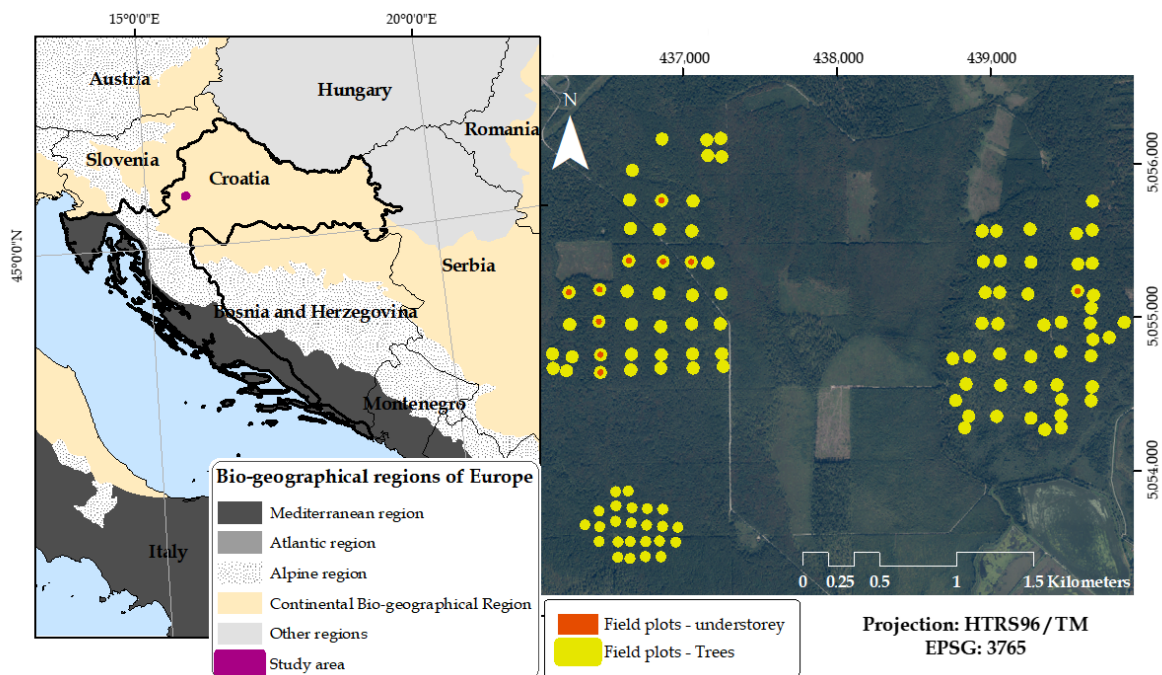 15°0'0"E
20°0'0"E
45°0'0"N
Austria
Hungary
Romania
Slovenia
Croatia
Serbia
Bosnia and Herzegovina
Montenegro
Italy
Bio-geographical regions of Europe
Mediterranean region
Atlantic region
Alpine region
Continental Bio-geographical Region
Other regions
Study area
437,000
438,000
439,000
N
5.056.000
5.055.000
5.054.000
0 0.25 0.5 1 1.5 Kilometers
Field plots - understorey
Field plots - Trees
Projection: HTRS96 / TM
EPSG: 3765